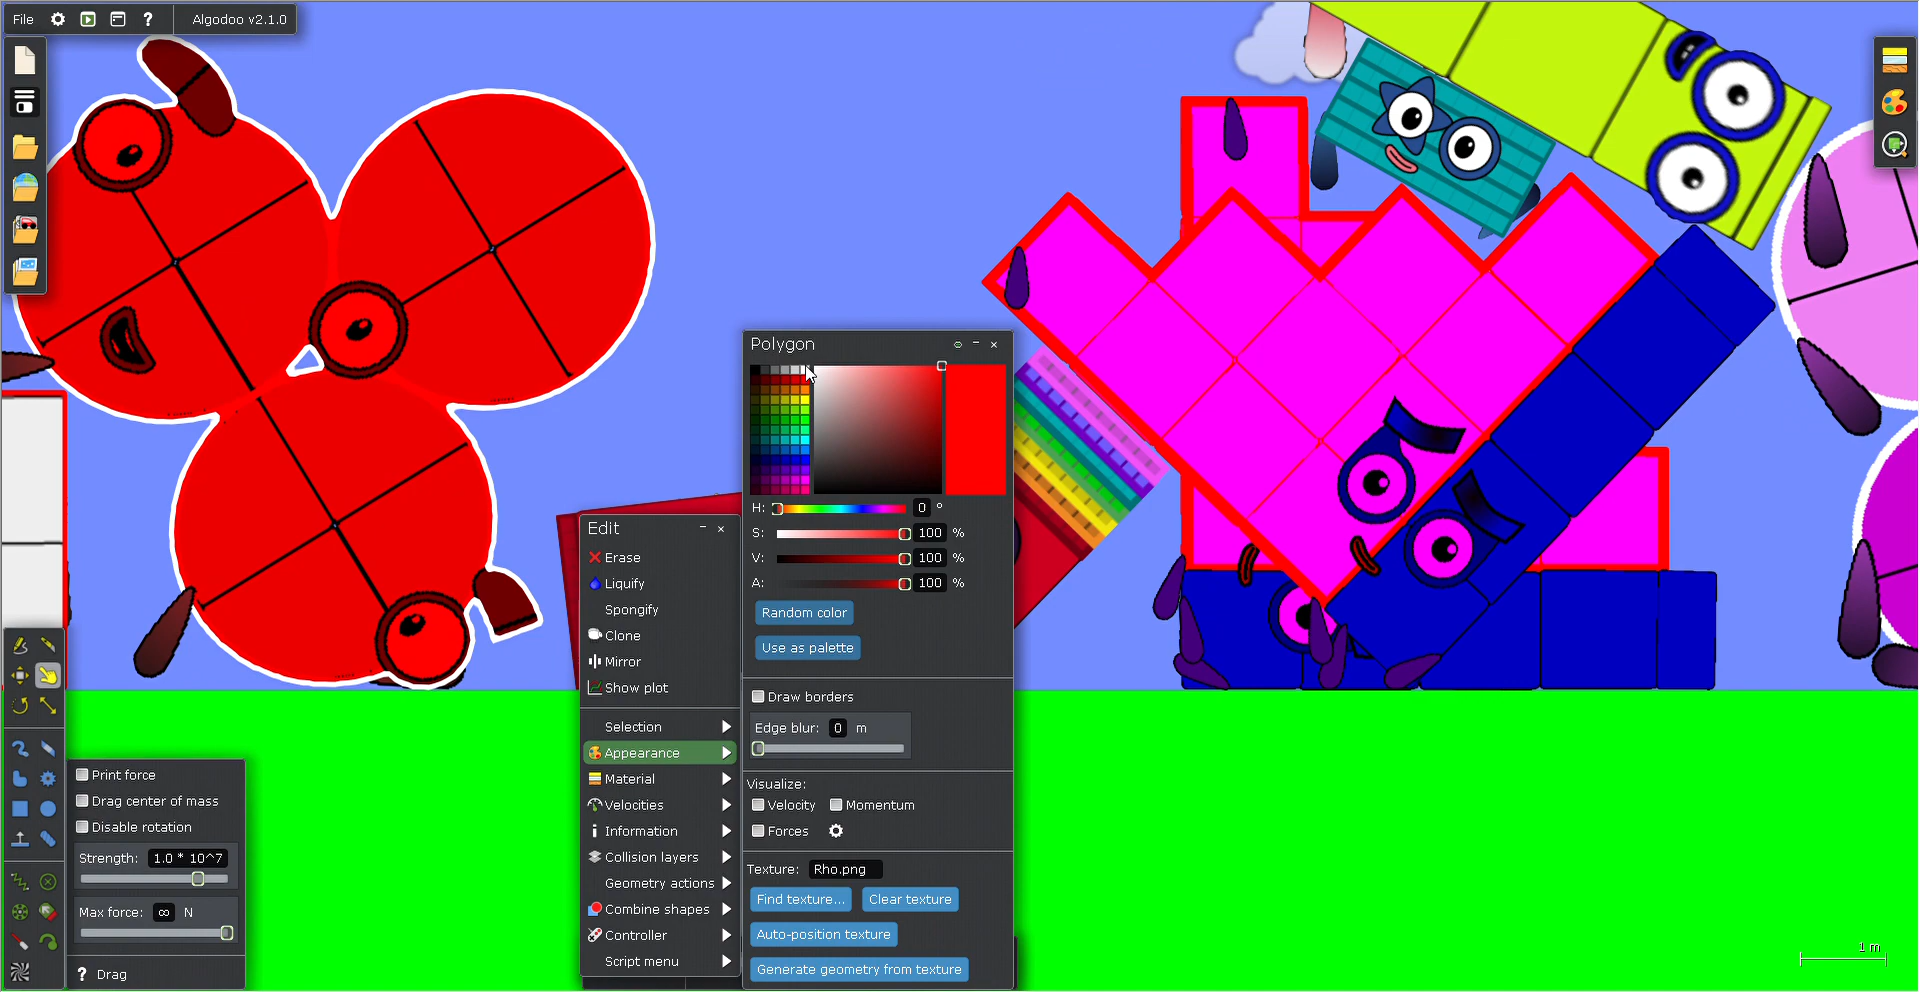 File ? Algodoo v2.1.0
Polygon
H: 0 °
S: 100 %
V: 100 %
A: 100 %
Random color
Use as palette
Draw borders
Edge blur: 0 m
Visualize:
Velocity Momentum
Forces
Texture: Rho.png
Find texture... Clear texture
Auto-position texture
Generate geometry from texture
Edit
Erase
Liquify
Spongify
Clone
Mirror
Show plot
Selection
Appearance
Material
Velocities
Information
Collision layers
Geometry actions
Combine shapes
Controller
Script menu
Print force
Drag center of mass
Disable rotation
Strength: 1.0 * 10^7
Max force: ∞ N
? Drag
1 m